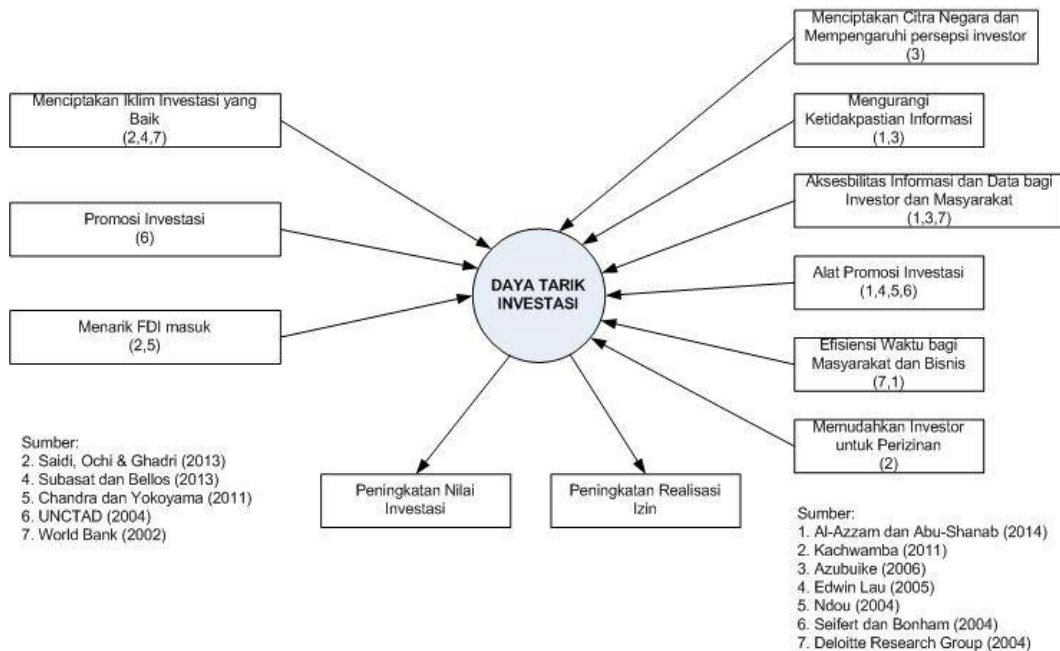 Menciptakan Iklim Investasi yang
Baik
(2,4,7)
Promosi Investasi
(6)
Menarik FDI masuk
(2,5)
Sumber:
2. Saidi, Ochi & Ghadri (2013)
4. Subasat dan Bellos (2013)
5. Chandra dan Yokoyama (2011)
6. UNCTAD (2004)
7. World Bank (2002)
DAYA TARIK
INVESTASI
Peningkatan Nilai
Investasi
Peningkatan Realisasi
Izin
Menciptakan Citra Negara dan
Mempengaruhi persepsi investor
(3)
Mengurangi
Ketidakpastian Informasi
(1,3)
Aksesbilitas Informasi dan Data bagi
Investor dan Masyarakat
(1,3,7)
Alat Promosi Investasi
(1,4,5,6)
Efisiensi Waktu bagi
Masyarakat dan Bisnis
(7,1)
Memudahkan Investor
untuk Perizinan
(2)
Sumber:
1. Al-Azzam dan Abu-Shanab (2014)
2. Kachwamba (2011)
3. Azubuike (2006)
4. Edwin Lau (2005)
5. Ndou (2004)
6. Seifert dan Bonham (2004)
7. Deloitte Research Group (2004)